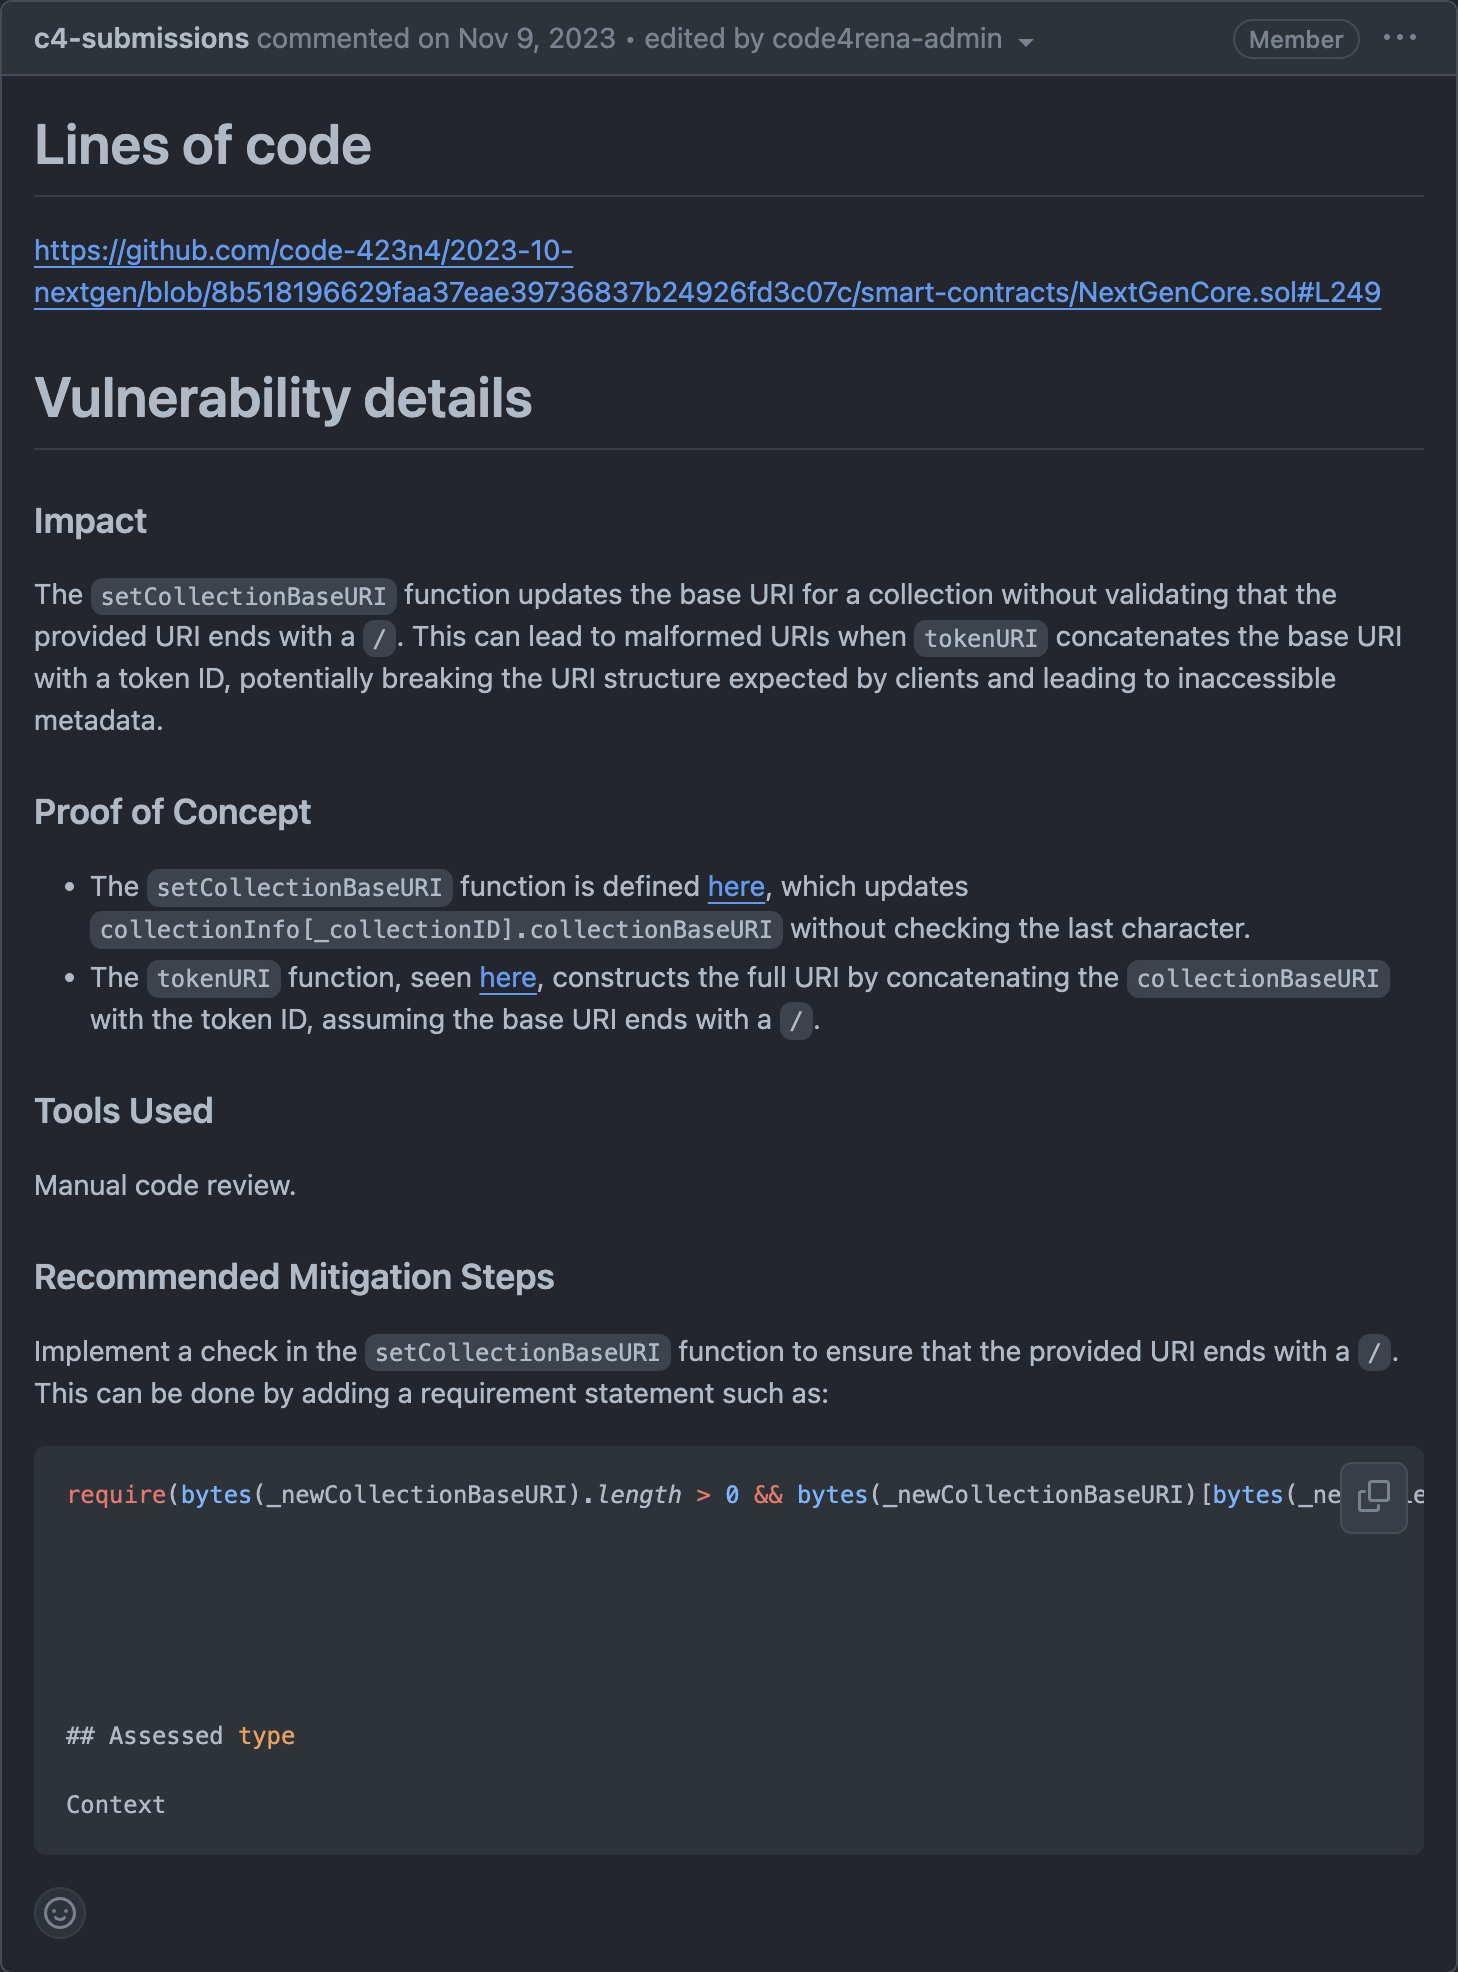 c4-submissions commented on Nov 9, 2023 • edited by code4rena-admin
Member
Lines of code
https://github.com/code-423n4/2023-10-
nextgen/blob/8b518196629faa37eae39736837b24926fd3c07c/smart-contracts/NextGenCore.sol#L249
Vulnerability details
Impact
The setCollectionBaseURI function updates the base URI for a collection without validating that the
provided URI ends with a /. This can lead to malformed URIs when tokenURI concatenates the base URI
with a token ID, potentially breaking the URI structure expected by clients and leading to inaccessible
metadata.
Proof of Concept
• The setCollectionBaseURI function is defined here, which updates
collectionInfo[_collectionID].collectionBaseURI without checking the last character.
• The tokenURI function, seen here, constructs the full URI by concatenating the collectionBaseURI
with the token ID, assuming the base URI ends with a /.
Tools Used
Manual code review.
Recommended Mitigation Steps
Implement a check in the setCollectionBaseURI function to ensure that the provided URI ends with a /.
This can be done by adding a requirement statement such as:
require(bytes(_newCollectionBaseURI).length > 0 && bytes(_newCollectionBaseURI)[bytes(_ne
## Assessed type
Context